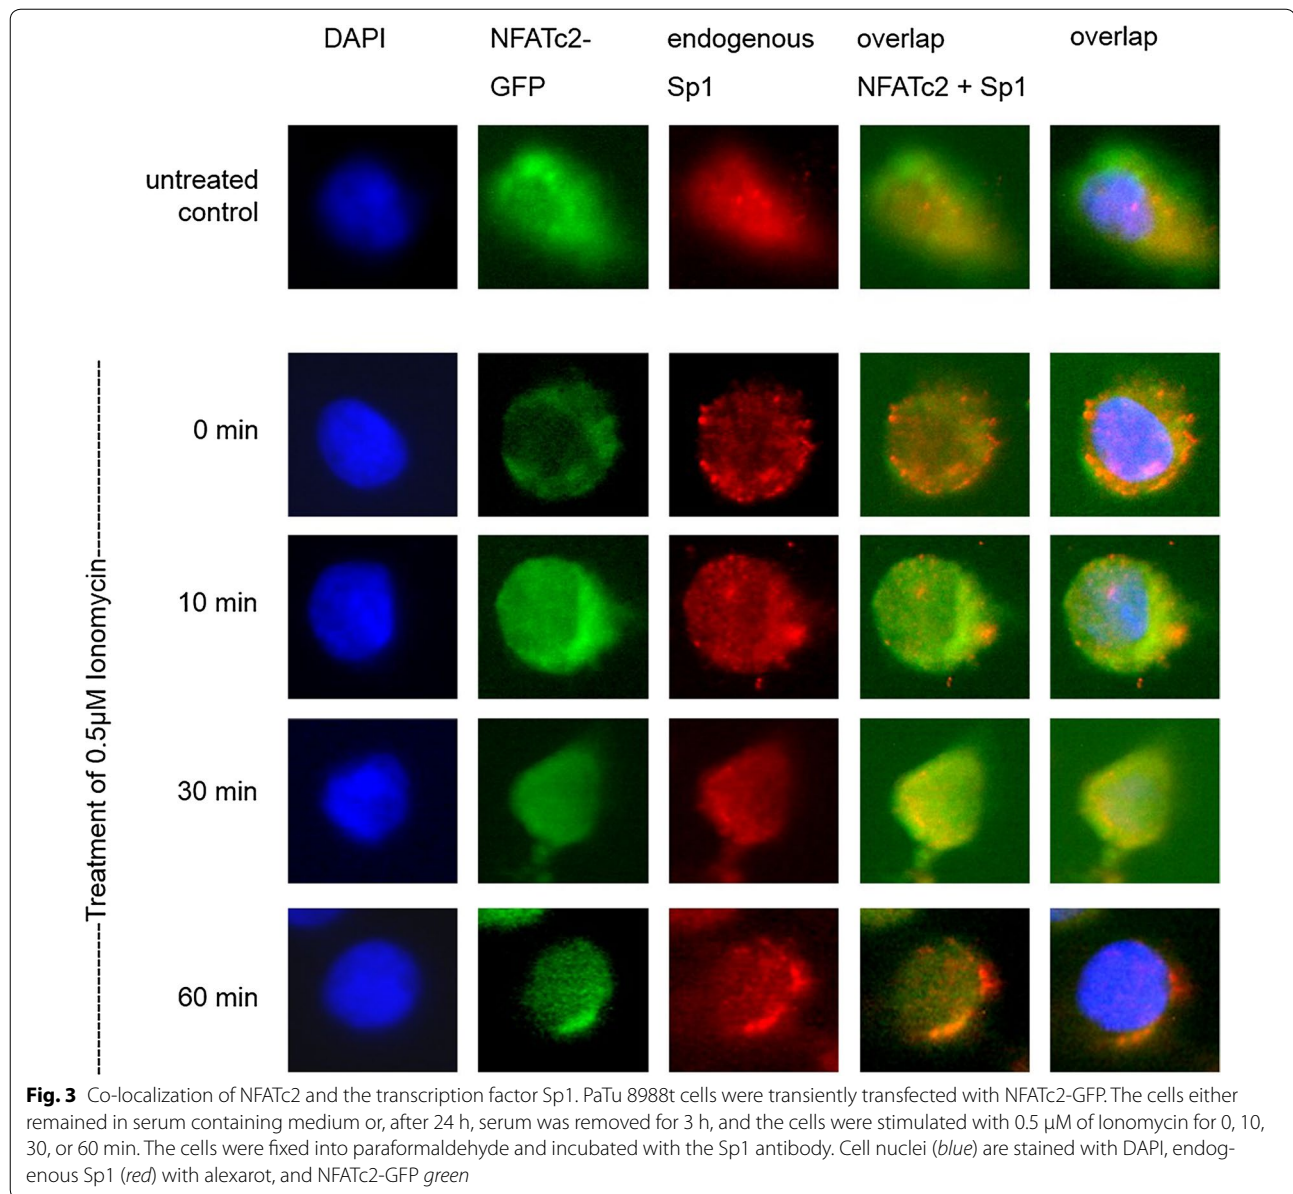 DAPI
NFATc2-
GFP
endogenous
Sp1
overlap
NFATc2 + Sp1
overlap
untreated
control
0 min
10 min
30 min
60 min
Treatment of 0.5µM Ionomycin
Fig. 3 Co-localization of NFATc2 and the transcription factor Sp1. PaTu 8988t cells were transiently transfected with NFATc2-GFP. The cells either
remained in serum containing medium or, after 24 h, serum was removed for 3 h, and the cells were stimulated with 0.5 µM of Ionomycin for 0, 10,
30, or 60 min. The cells were fixed into paraformaldehyde and incubated with the Sp1 antibody. Cell nuclei (blue) are stained with DAPI, endog-
enous Sp1 (red) with alexarot, and NFATc2-GFP green